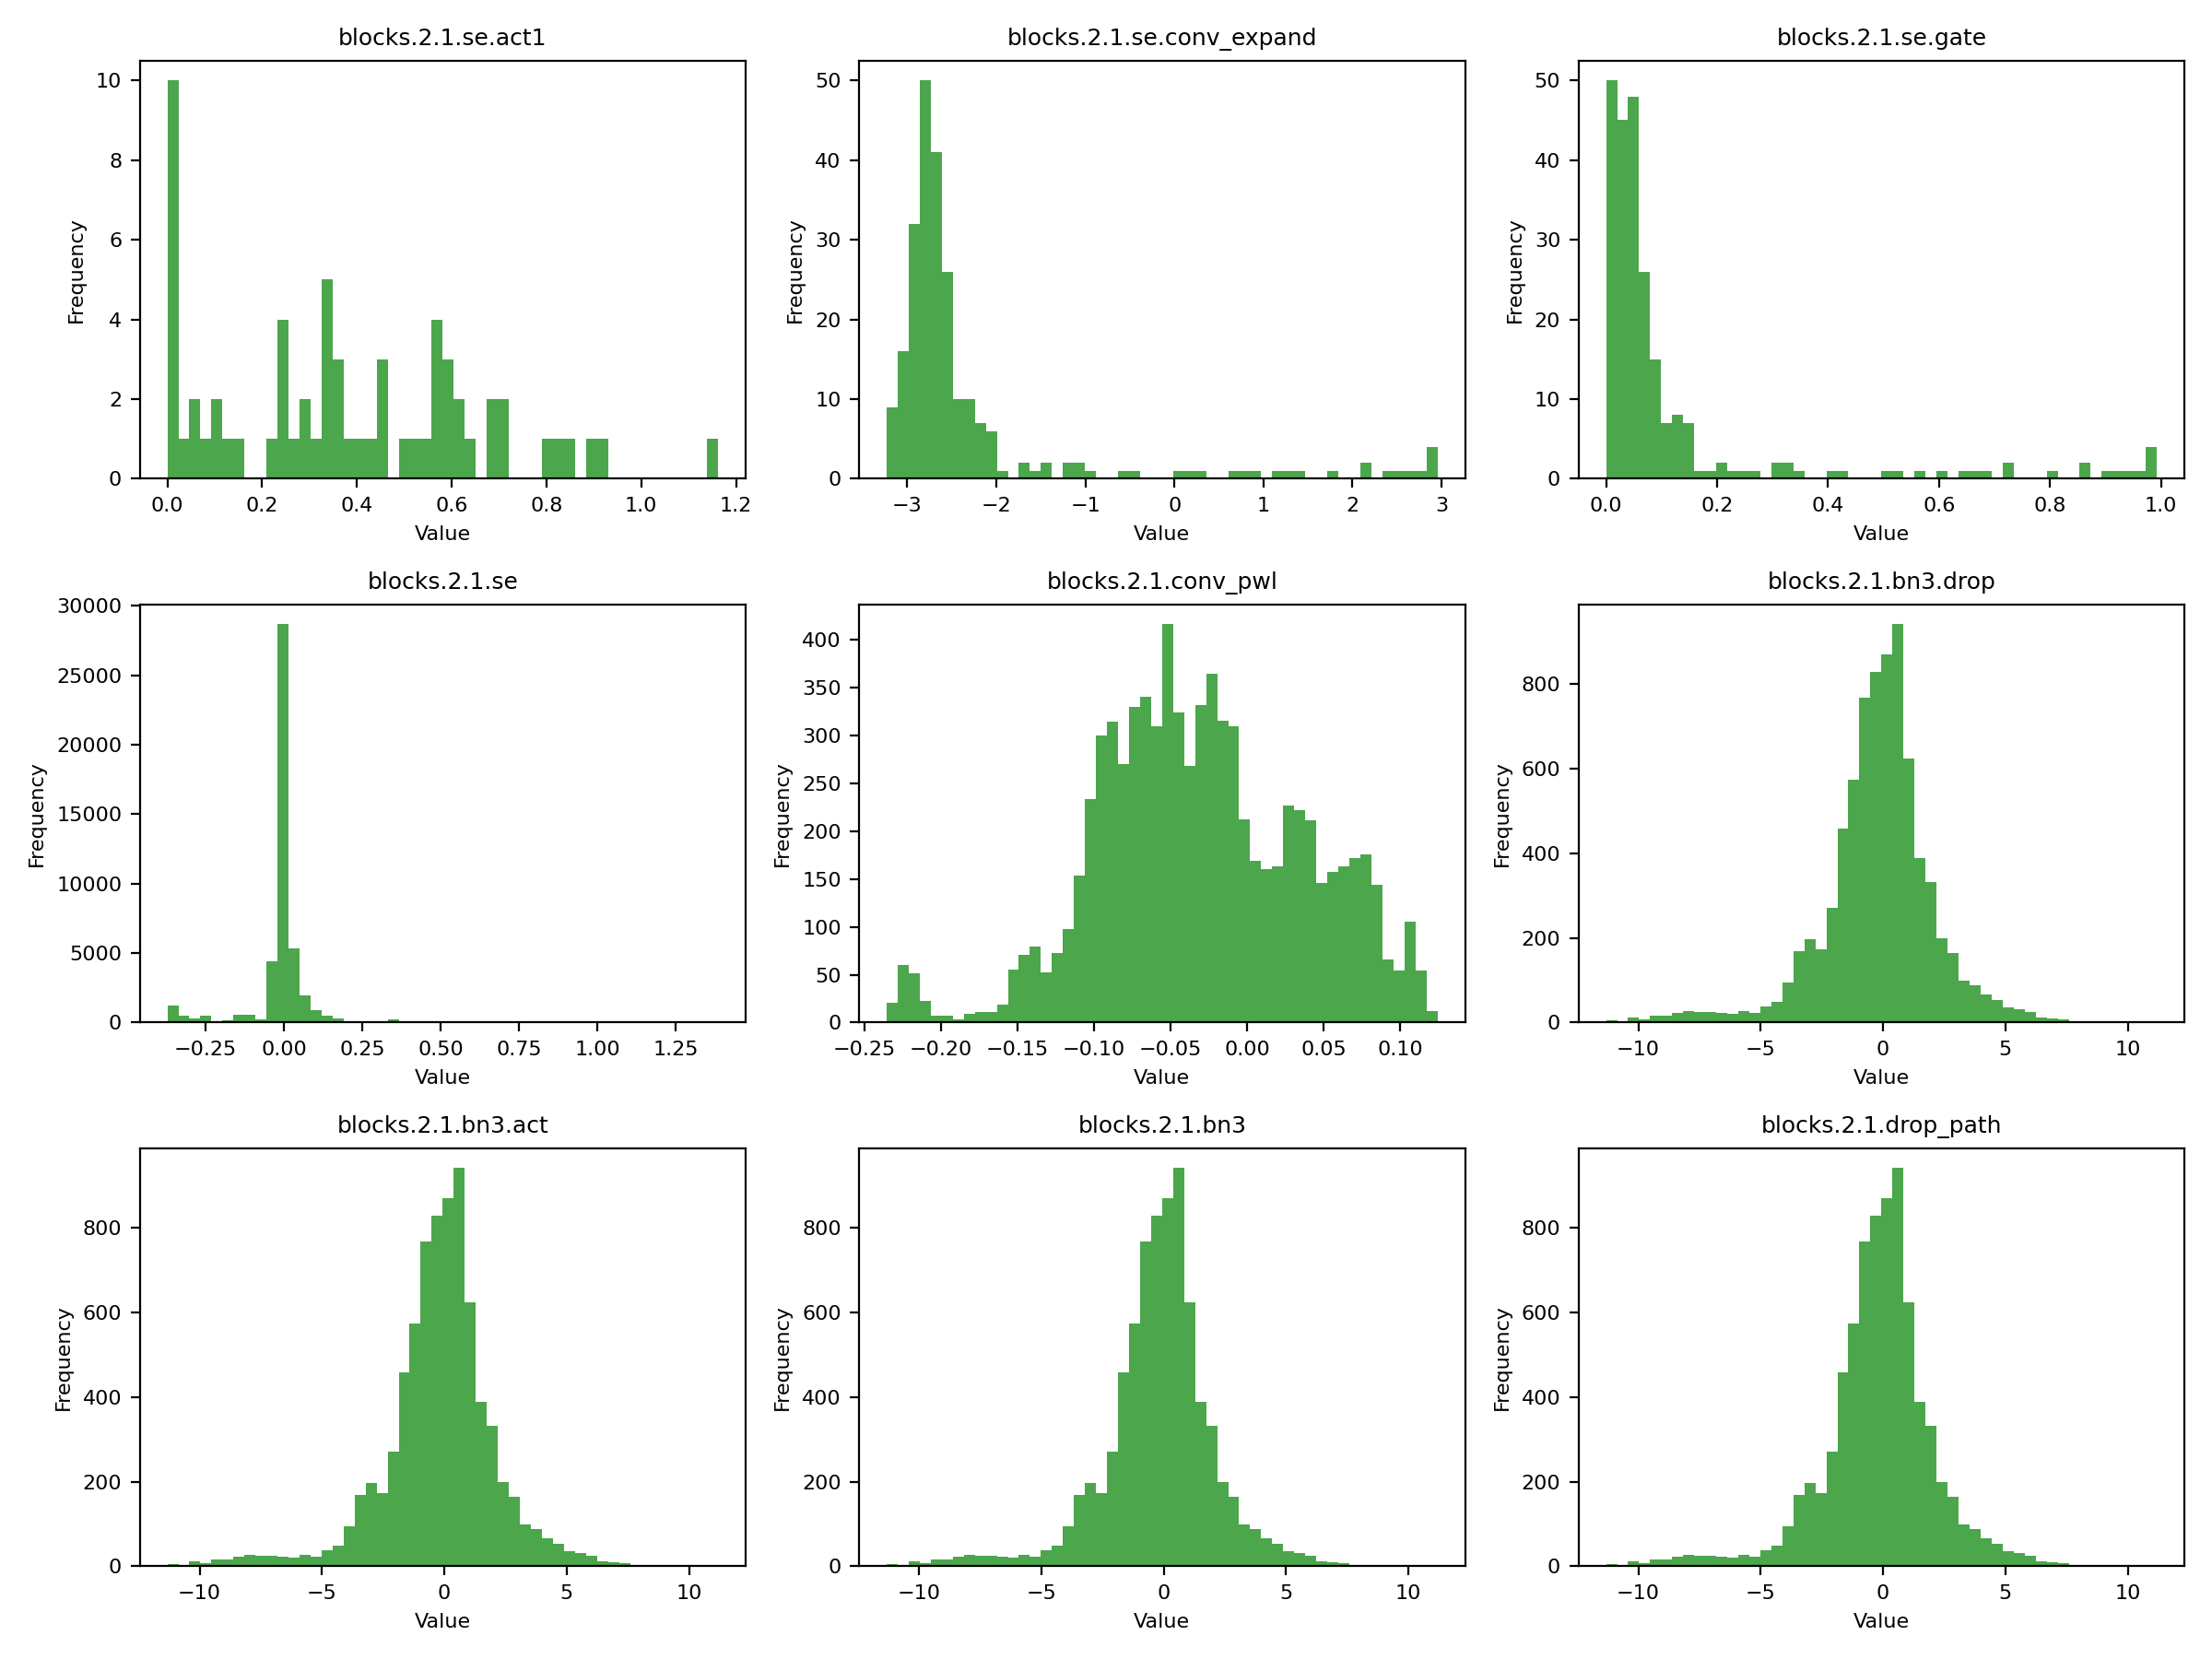 blocks.2.1.se.act1
blocks.2.1.se.conv_expand
blocks.2.1.se.gate
Frequency
10
8
6
4
2
0
0.0 0.2 0.4 0.6 0.8 1.0 1.2
Value
Frequency
50
40
30
20
10
0
−3 −2 −1 0 1 2 3
Value
Frequency
50
40
30
20
10
0
0.0 0.2 0.4 0.6 0.8 1.0
Value
blocks.2.1.se
blocks.2.1.conv_pwl
blocks.2.1.bn3.drop
Frequency
30000
25000
20000
15000
10000
5000
0
−0.25 0.00 0.25 0.50 0.75 1.00 1.25
Value
Frequency
400
350
300
250
200
150
100
50
0
−0.25 −0.20 −0.15 −0.10 −0.05 0.00 0.05 0.10
Value
Frequency
800
600
400
200
0
−10 −5 0 5 10
Value
blocks.2.1.bn3.act
blocks.2.1.bn3
blocks.2.1.drop_path
Frequency
800
600
400
200
0
−10 −5 0 5 10
Value
Frequency
800
600
400
200
0
−10 −5 0 5 10
Value
Frequency
800
600
400
200
0
−10 −5 0 5 10
Value